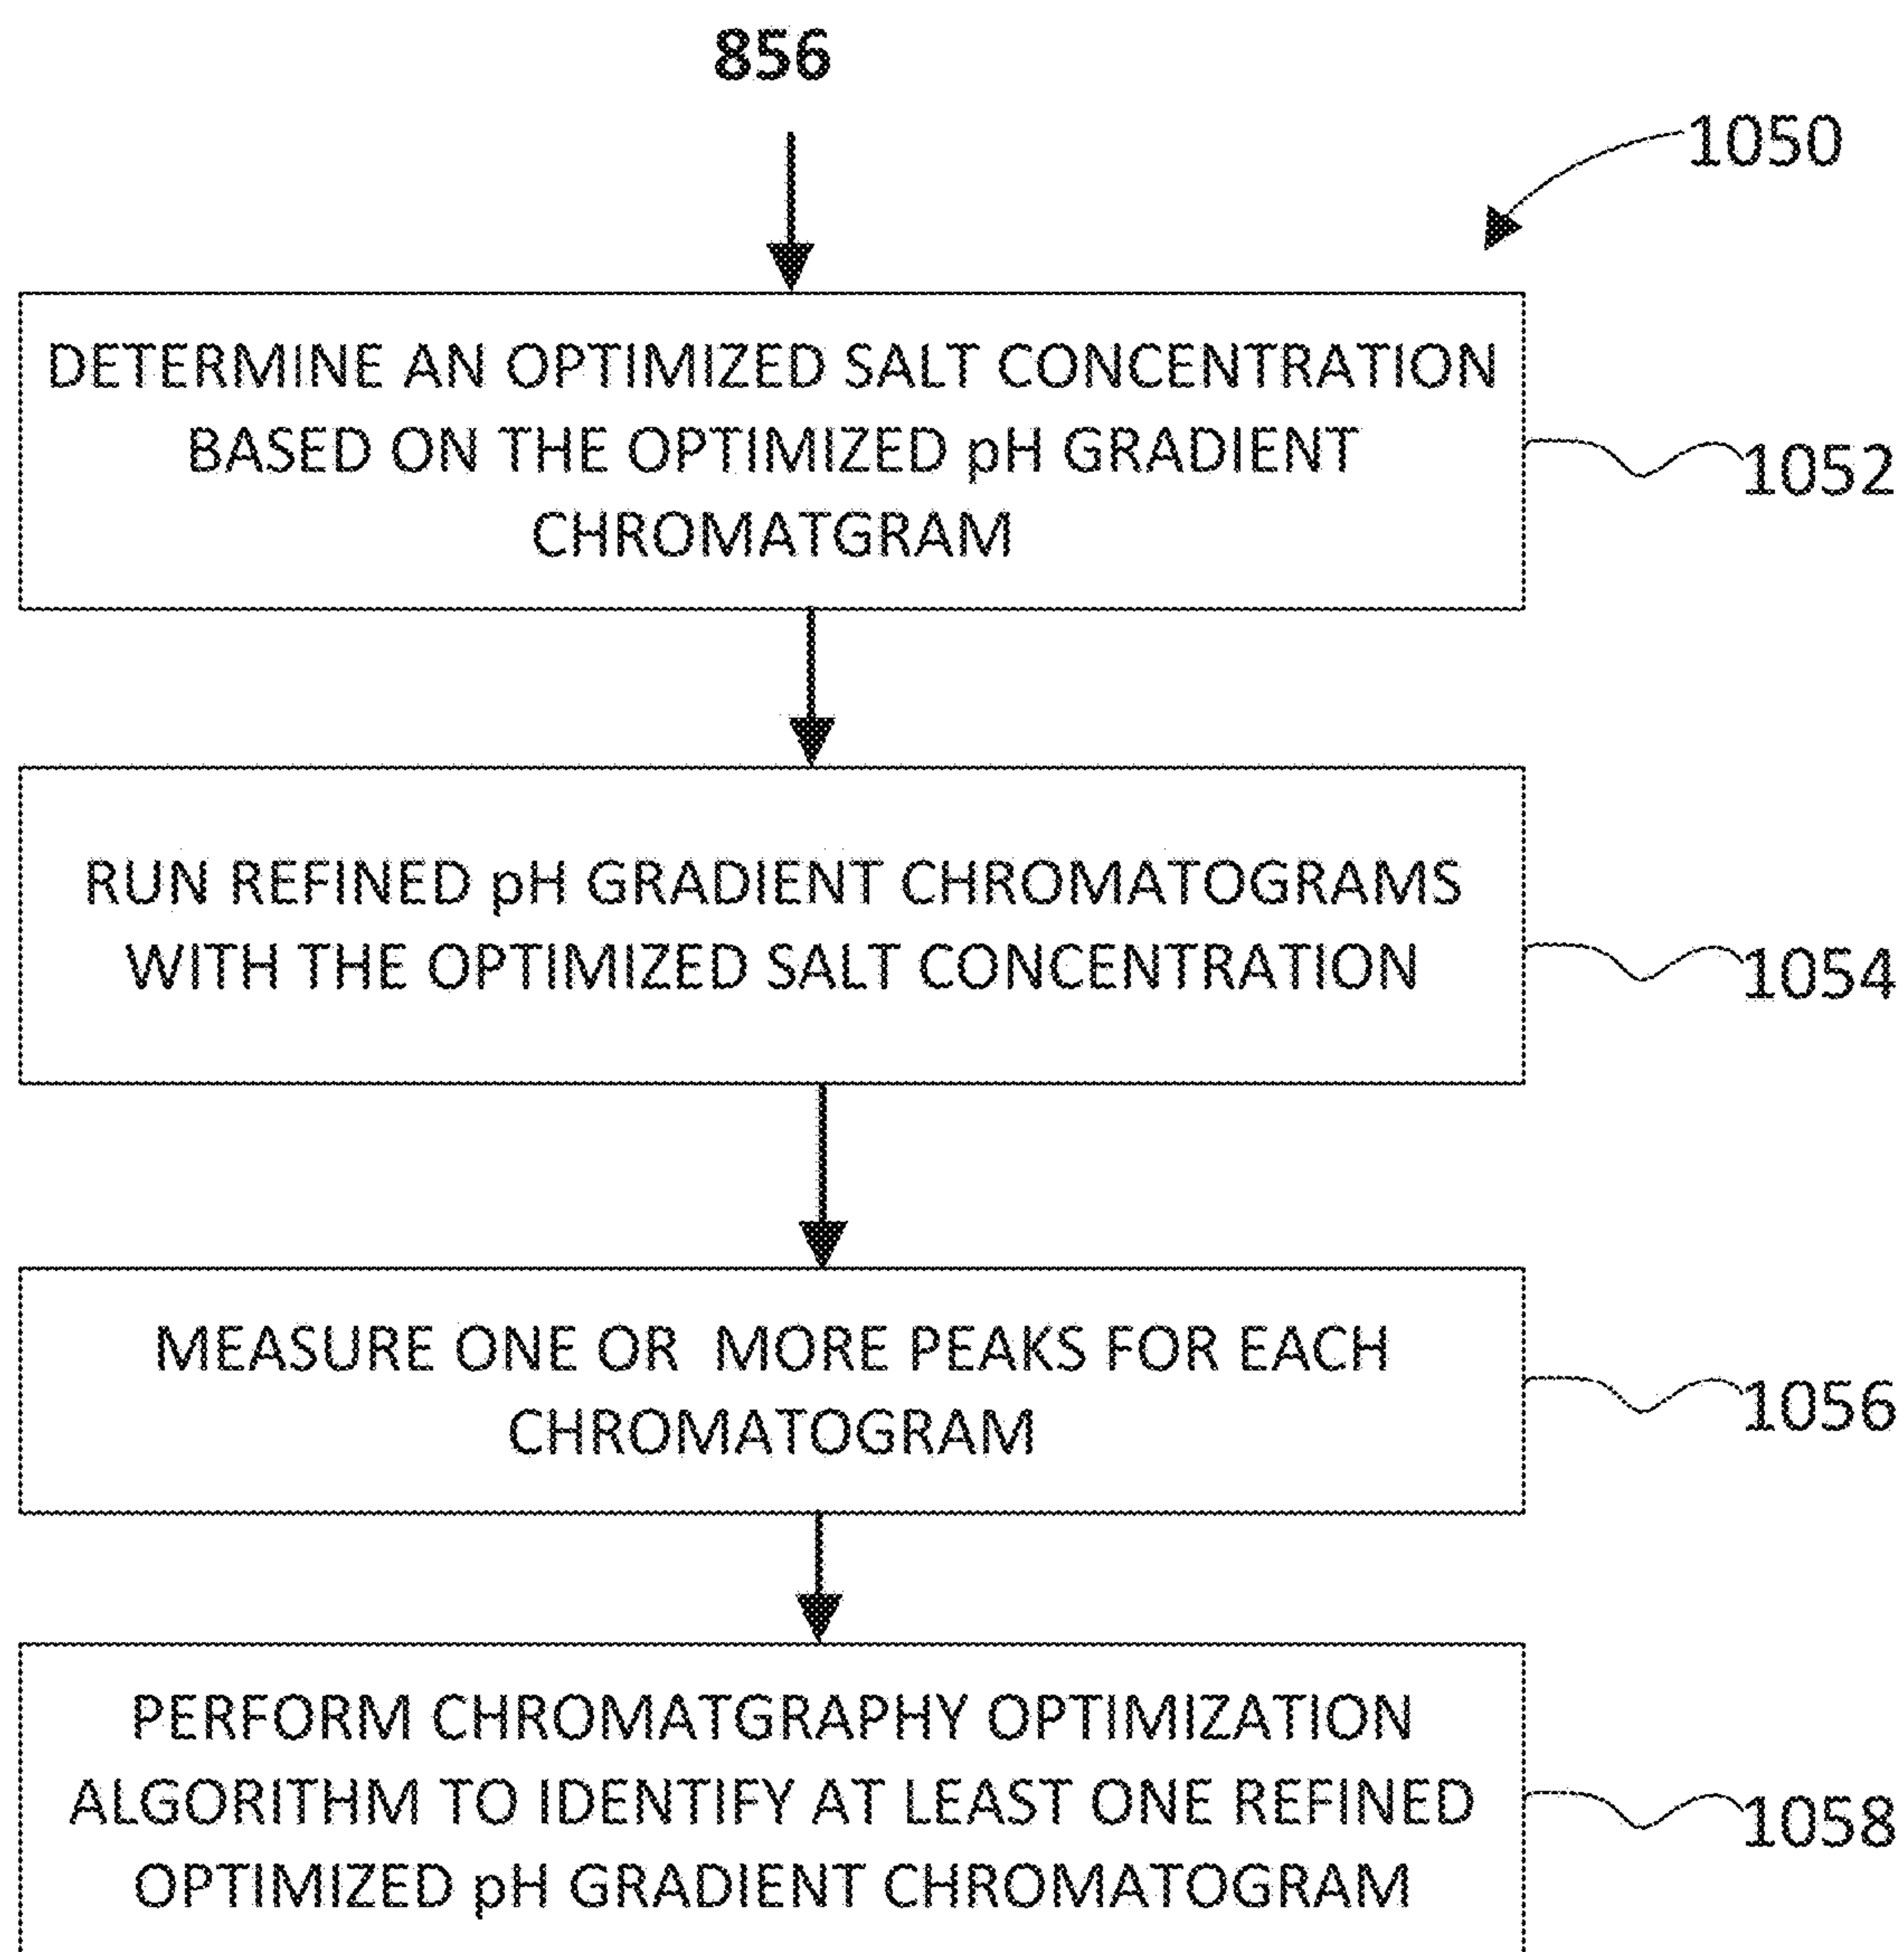 856
1050
DETERMINE AN OPTIMIZED SALT CONCENTRATION
BASED ON THE OPTIMIZED pH GRADIENT
CHROMATGRAM
1052
RUN REFINED pH GRADIENT CHROMATOGRAMS
WITH THE OPTIMIZED SALT CONCENTRATION
1054
MEASURE ONE OR MORE PEAKS FOR EACH
CHROMATOGRAM
1056
PERFORM CHROMATGRAPHY OPTIMIZATION
ALGORITHM TO IDENTIFY AT LEAST ONE REFINED
OPTIMIZED pH GRADIENT CHROMATOGRAM
1058